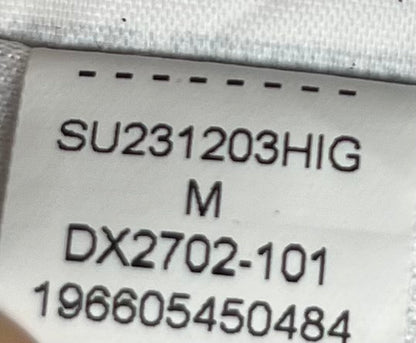 --------
SU231203HIG
M
DX2702-101
196605450484